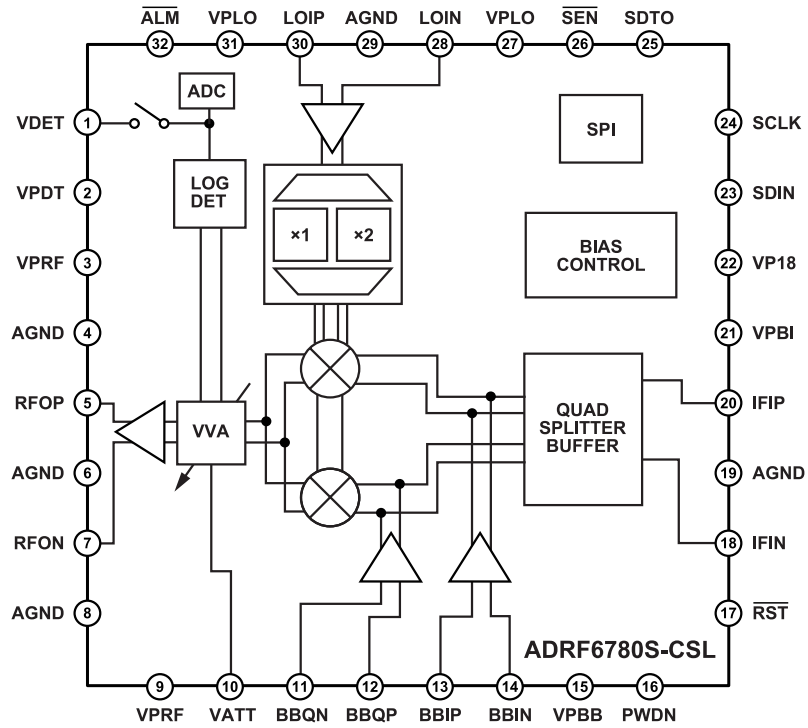 ALM VPLO LOIP AGND LOIN VPLO SEN SDTO
32 31 30 29 28 27 26 25
ADC
VDET 1
SPI
24 SCLK
LOG
DET
VPDT 2
23 SDIN
×1 ×2
BIAS
CONTROL
VPRF 3
22 VP18
AGND 4
21 VPBI
RFOP 5
VVA
QUAD
SPLITTER
BUFFER
20 IFIP
AGND 6
19 AGND
RFON 7
18 IFIN
AGND 8
17 RST
ADRF6780S-CSL
9 10 11 12 13 14 15 16
VPRF VATT BBQN BBQP BBIP BBIN VPBB PWDN